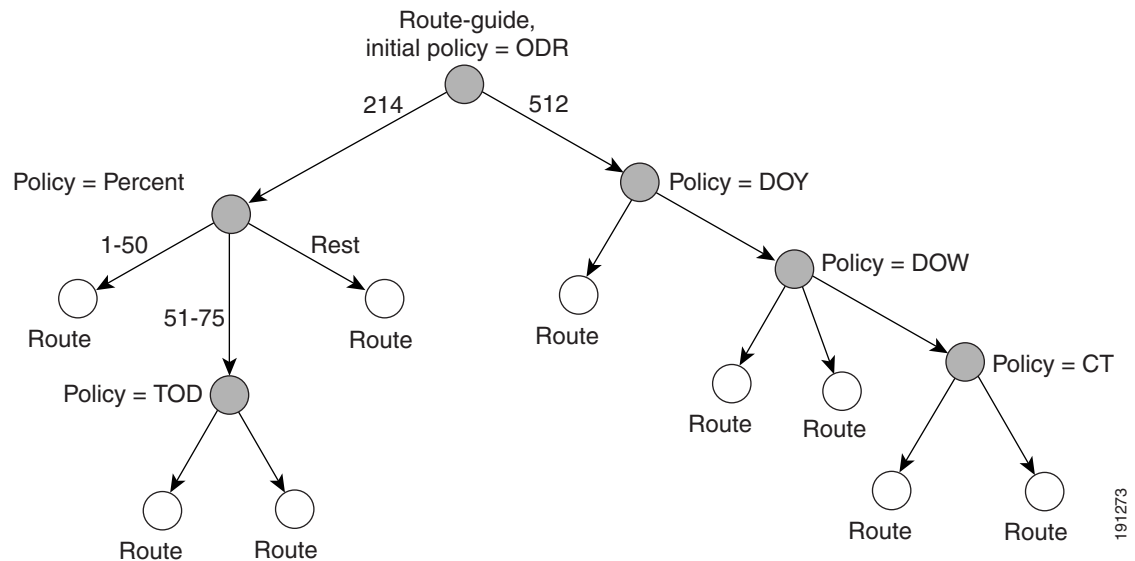 Route-guide,
initial policy = ODR
214
512
Policy = Percent
Policy = DOY
1-50
Rest
Policy = DOW
51-75
Route
Route
Route
Policy = CT
Policy = TOD
Route
Route
Route
Route
Route
Route
191273